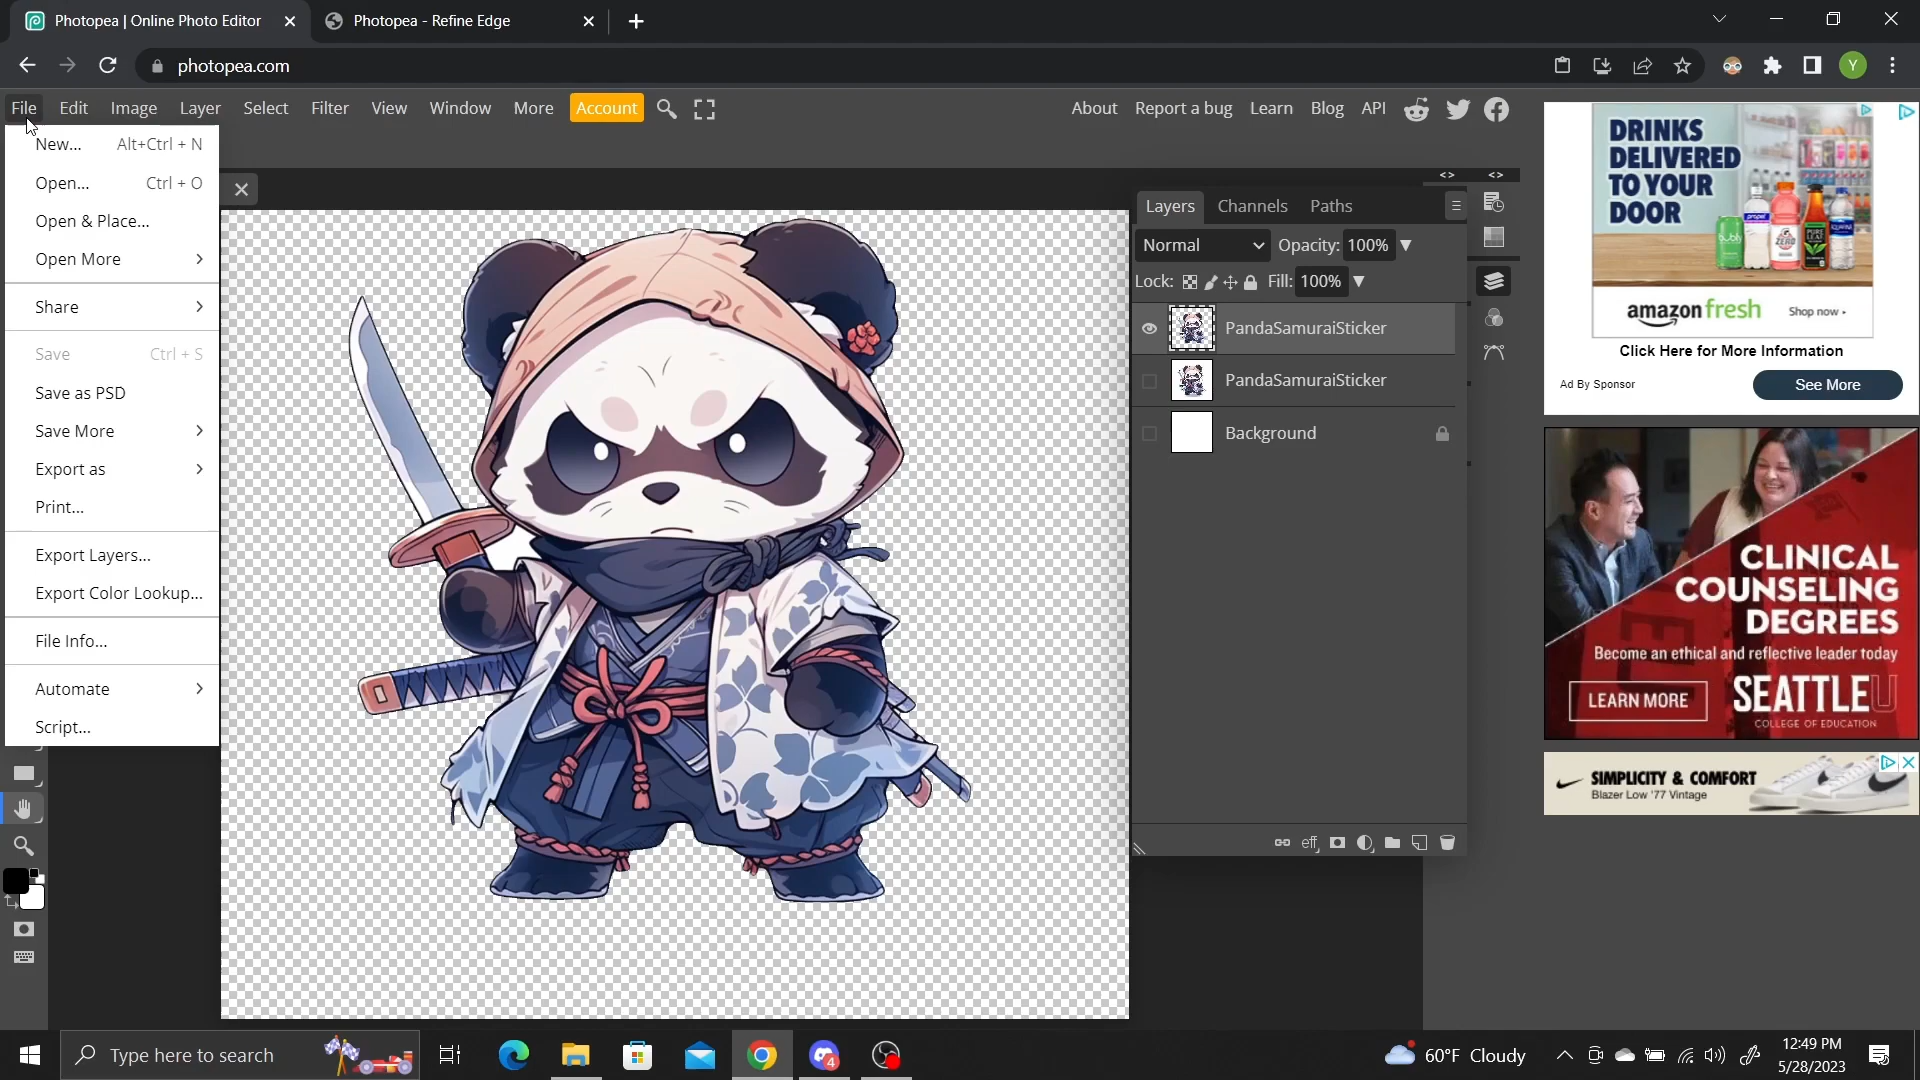 Photopea | Online Photo Editor
Photopea - Refine Edge
photopea.com
Y
File Edit Image Layer Select Filter View Window More Account
About Report a bug Learn Blog API
New... Alt+Ctrl + N
Open... Ctrl + O
Open & Place...
Open More
Share
Save Ctrl + S
Save as PSD
Save More
Export as
Print...
Export Layers...
Export Color Lookup...
File Info...
Automate
Script...
Layers Channels Paths
Normal Opacity: 100%
Lock: Fill: 100%
PandaSamuraiSticker
PandaSamuraiSticker
Background
eff
DRINKS
DELIVERED
TO YOUR
DOOR
bubly
propel
ZERO
amazon fresh Shop now
Click Here for More Information
Ad By Sponsor See More
CLINICAL
COUNSELING
DEGREES
Become an ethical and reflective leader today
LEARN MORE
SEATTLEU
COLLEGE OF EDUCATION
SIMPLICITY & COMFORT
Blazer Low '77 Vintage
Type here to search
4
60°F Cloudy
12:49 PM
5/28/2023